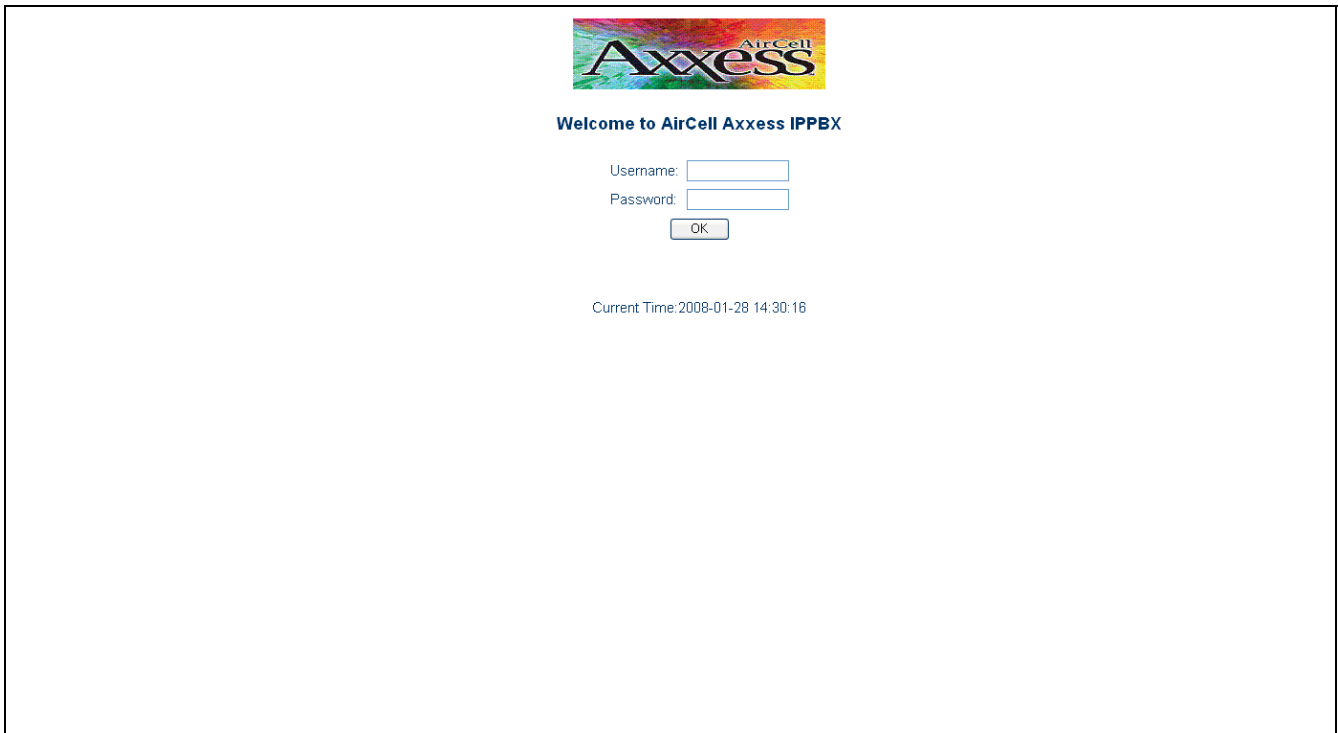 AirCell
Axxess
Welcome to AirCell Axxess IPPBX
Username:
Password:
OK
Current Time:2008-01-28 14:30:16